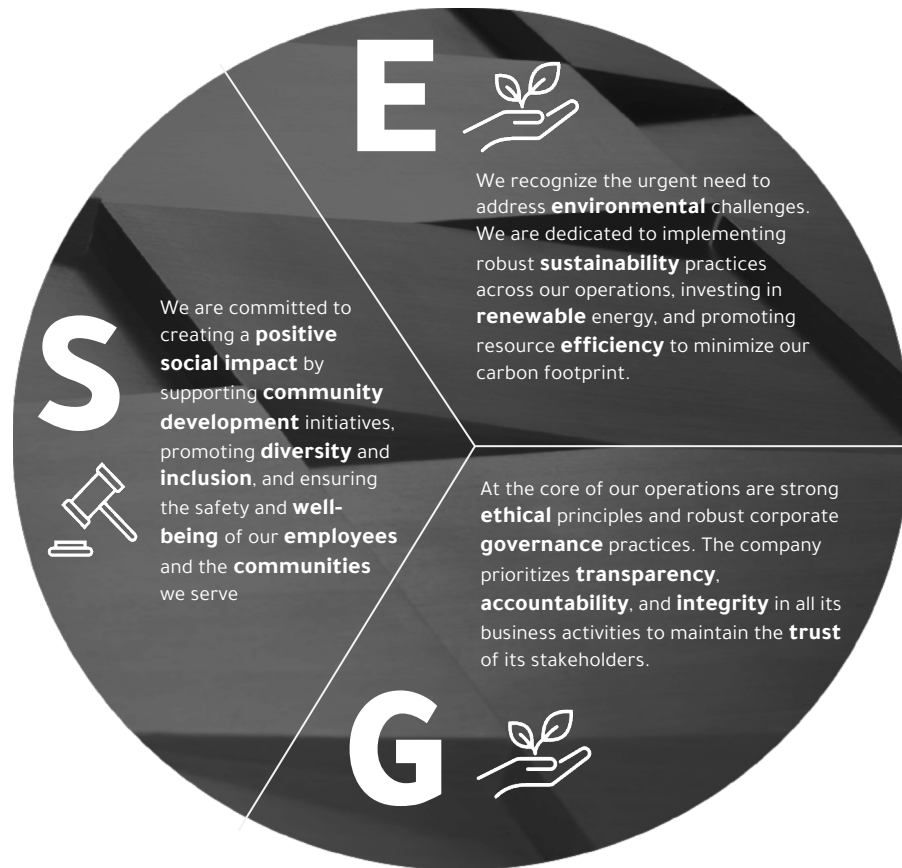 E
We recognize the urgent need to
address environmental challenges.
We are dedicated to implementing
robust sustainability practices
across our operations, investing in
renewable energy, and promoting
resource efficiency to minimize our
carbon footprint.
S
We are committed to
creating a positive
social impact by
supporting community
development initiatives,
promoting diversity and
inclusion, and ensuring
the safety and well-
being of our employees
and the communities
we serve
G
At the core of our operations are strong
ethical principles and robust corporate
governance practices. The company
prioritizes transparency,
accountability, and integrity in all its
business activities to maintain the trust
of its stakeholders.